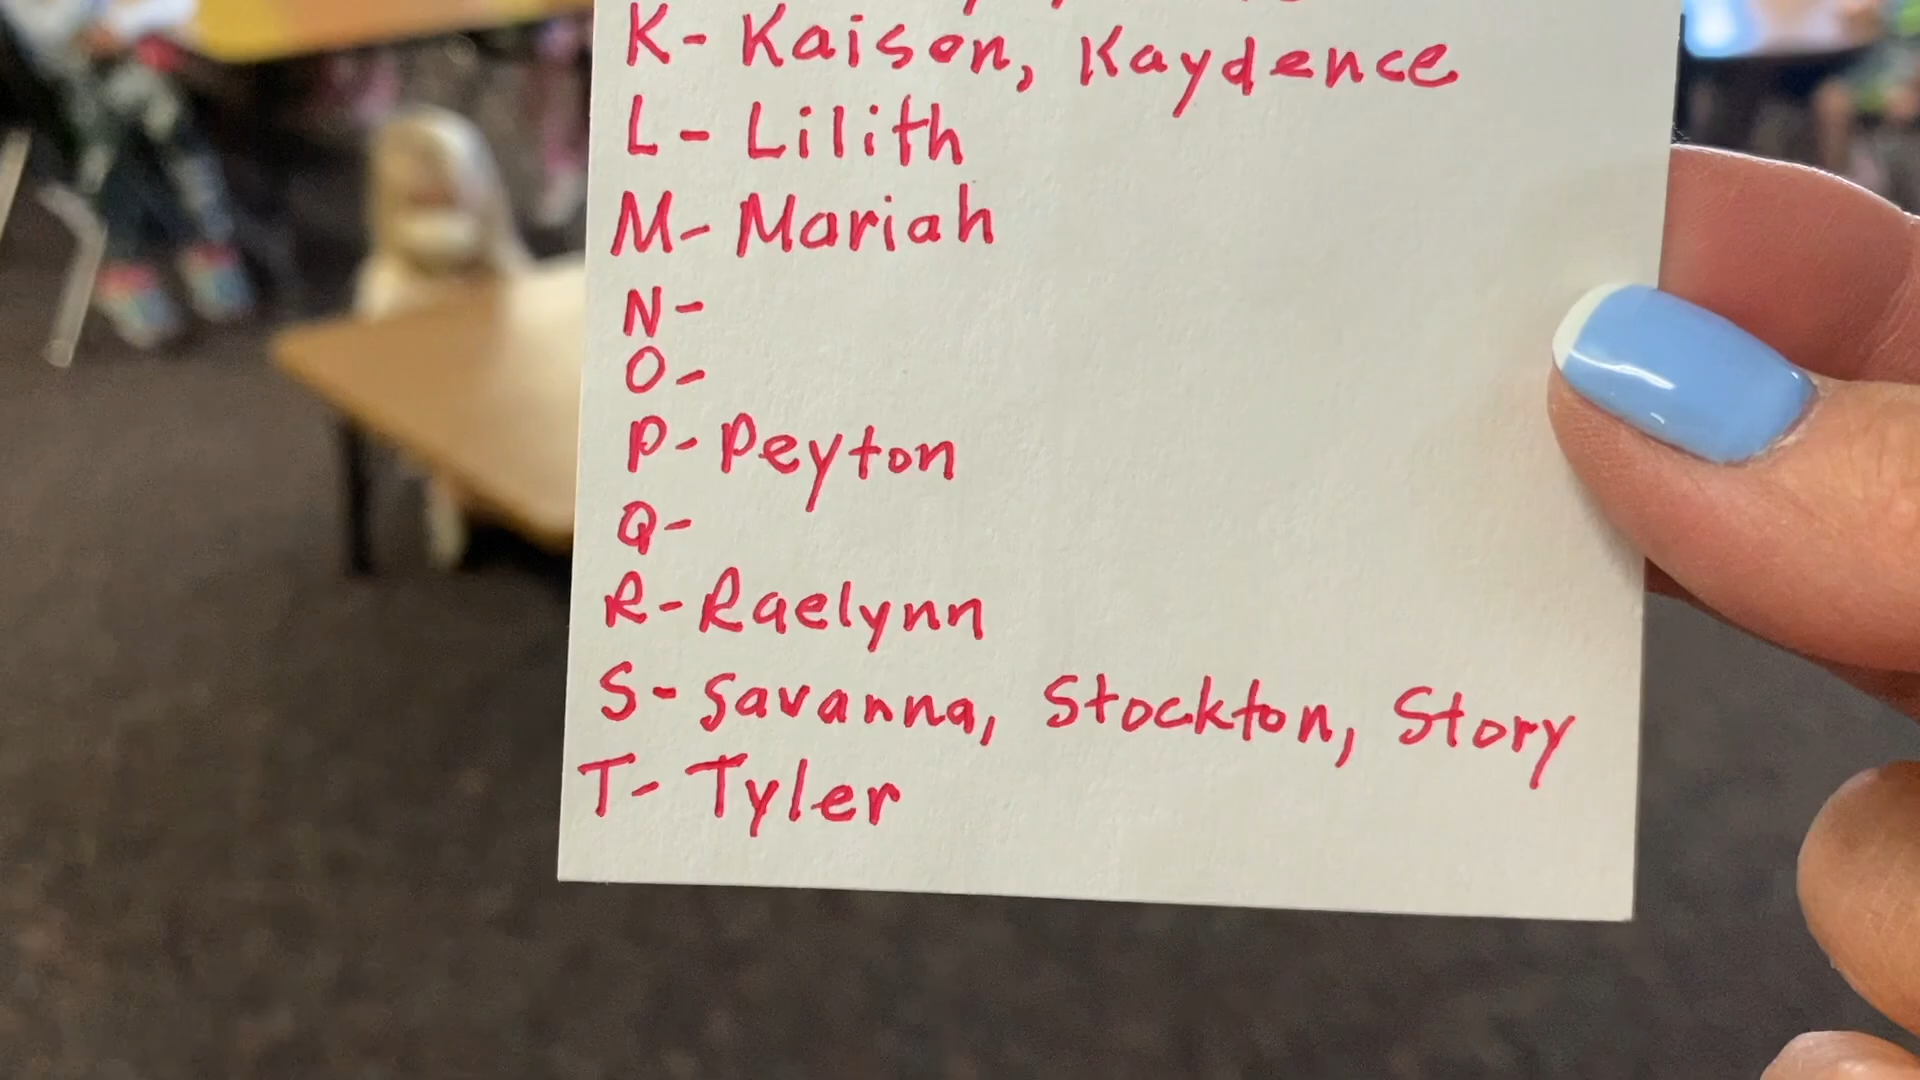 K- Kaison, Kaydence
L- Lilith
M- Mariah
N-
O-
P- Peyton
Q-
R- Raelynn
S- Savanna, Stockton, Story
T- Tyler